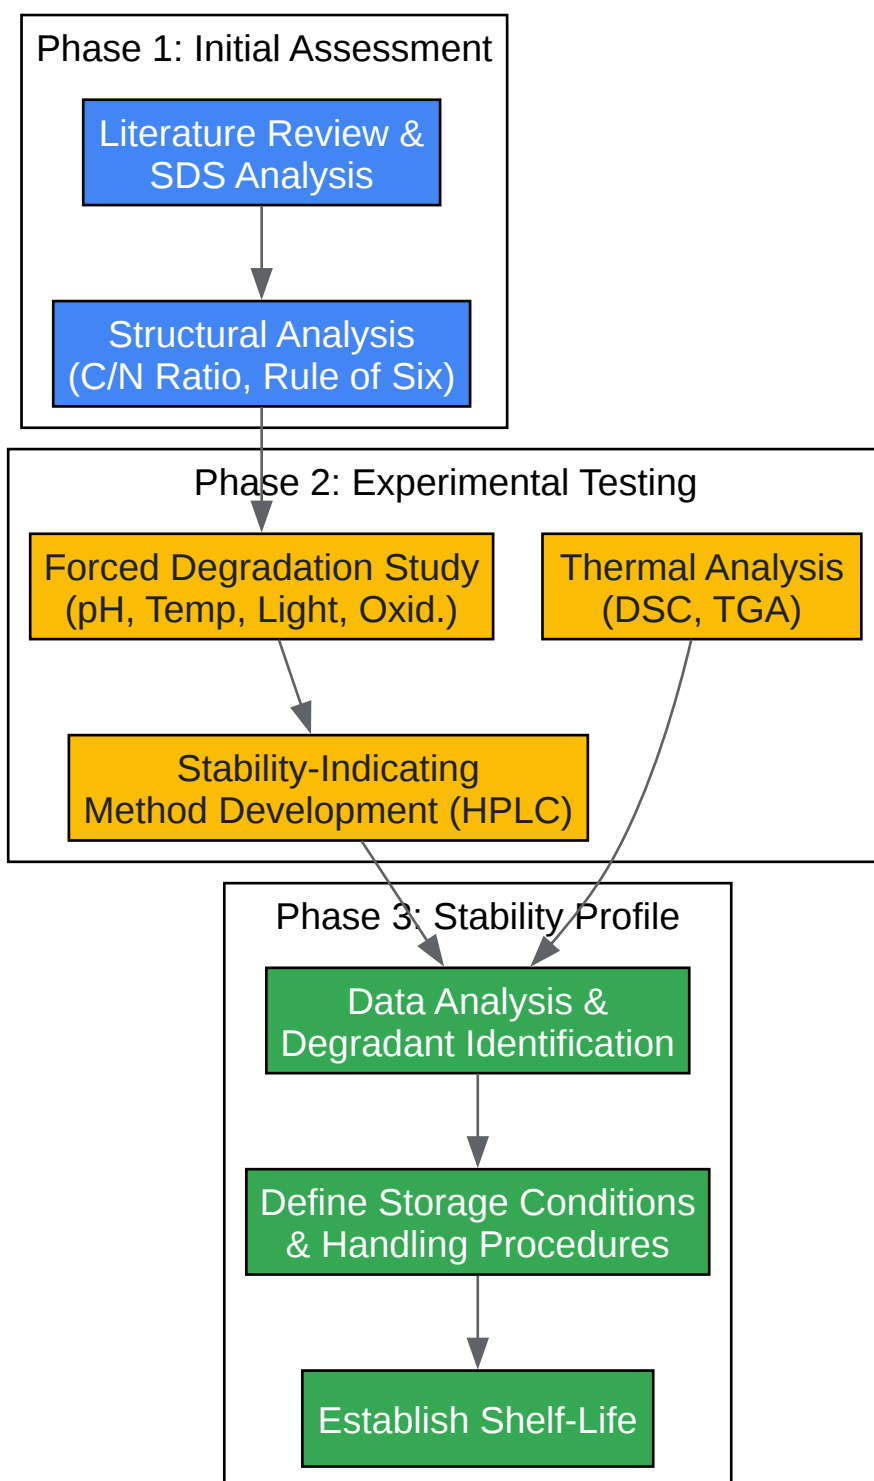 Phase 1: Initial Assessment
Literature Review &
SDS Analysis
Structural Analysis
(C/N Ratio, Rule of Six)
Phase 2: Experimental Testing
Forced Degradation Study
(pH, Temp, Light, Oxid.)
Thermal Analysis
(DSC, TGA)
Stability-Indicating
Method Development (HPLC)
Phase 3: Stability Profile
Data Analysis &
Degradant Identification
Define Storage Conditions
& Handling Procedures
Establish Shelf-Life